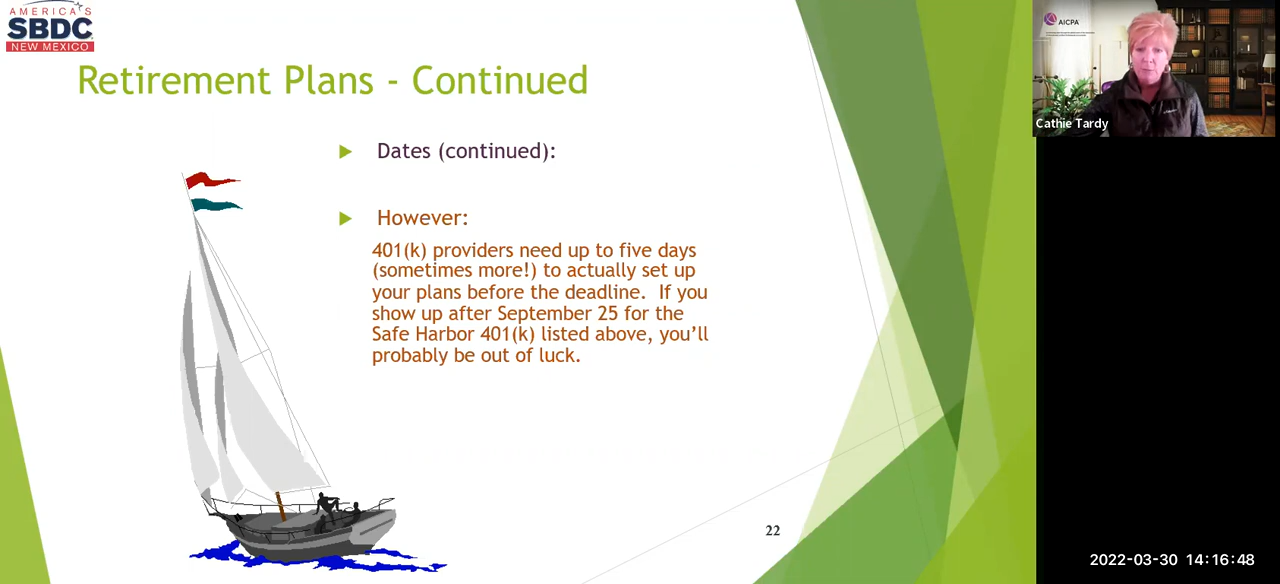 AMERICA'S
SBDC
NEW MEXICO
Retirement Plans - Continued
Dates (continued):
However:
401(k) providers need up to five days
(sometimes more!) to actually set up
your plans before the deadline.  If you
show up after September 25 for the
Safe Harbor 401(k) listed above, you’ll
probably be out of luck.
22
AICPA
Cathie Tardy
2022-03-30 14:16:48